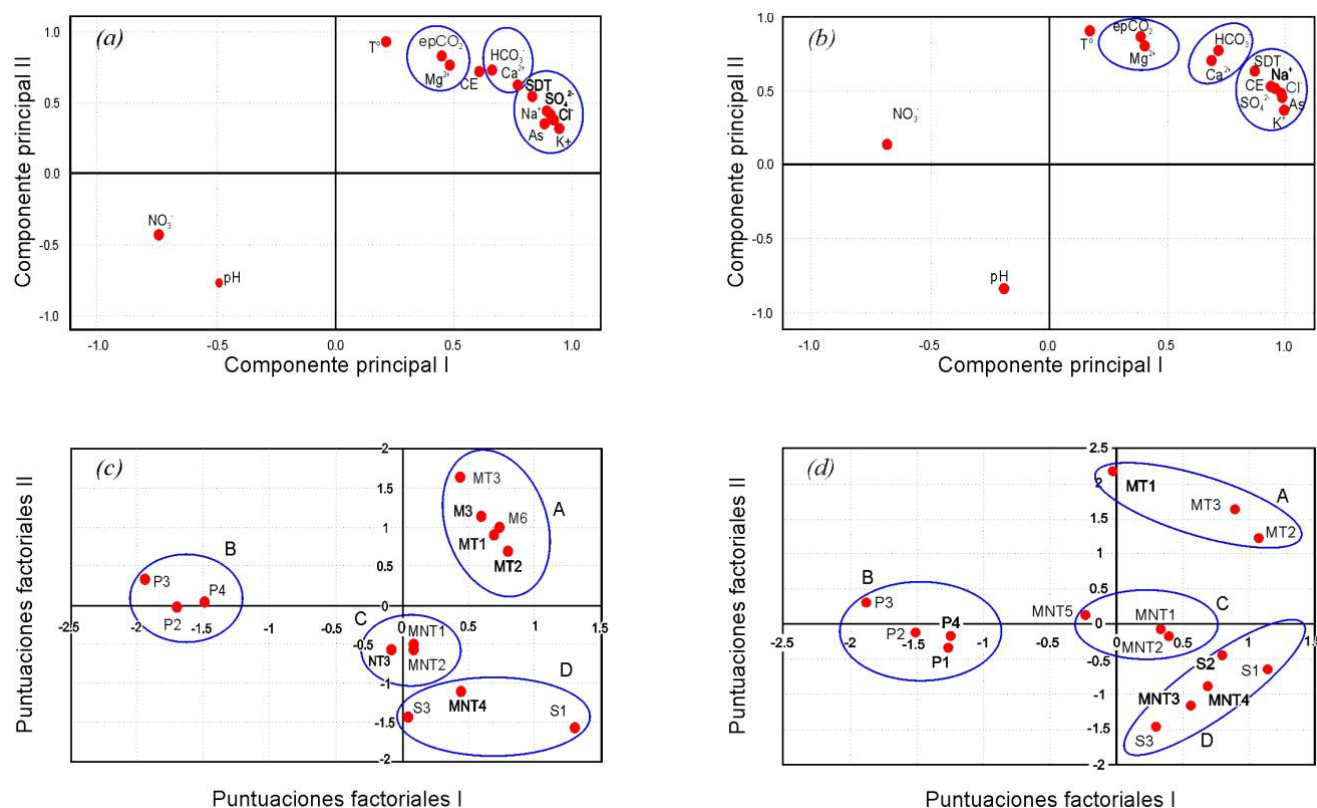 (a)
1.0
0.5
0.0
-0.5
-1.0
Componente principal II
T°
epCO₂
Mg²⁺
CE
HCO₃⁻
Ca²⁺
SDT
SO₄²⁻
Na⁺
Cl⁻
As
K+
NO₃⁻
pH
-1.0 -0.5 0.0 0.5 1.0
Componente principal I
(b)
1.0
0.5
0.0
-0.5
-1.0
Componente principal II
T°
epCO₂
Mg²⁺
HCO₃⁻
Ca²⁺
SDT
CE
Na⁺
Cl
SO₄²⁻
As
K⁺
NO₃⁻
pH
-1.0 -0.5 0.0 0.5 1.0
Componente principal I
(c)
2
1.5
1
0.5
0
-0.5
-1
-1.5
-2
Puntuaciones factoriales II
MT3
M3
M6
MT1
MT2
A
B
P3
P4
P2
-2.5 -2 -1.5 -1 -0.5 0 0.5 1 1.5
C
MNT1
NT3
MNT2
D
S3
MNT4
S1
Puntuaciones factoriales I
(d)
2.5
2
1.5
1
0.5
0
-0.5
-1
-1.5
-2
Puntuaciones factoriales II
MT1
MT3
MT2
A
B
P3
P2
P4
P1
MNT5
MNT1
MNT2
C
-2.5 -2 -1.5 -1 -0.5 0 0.5 1 1.5
S2
S1
MNT3
MNT4
S3
D
Puntuaciones factoriales I